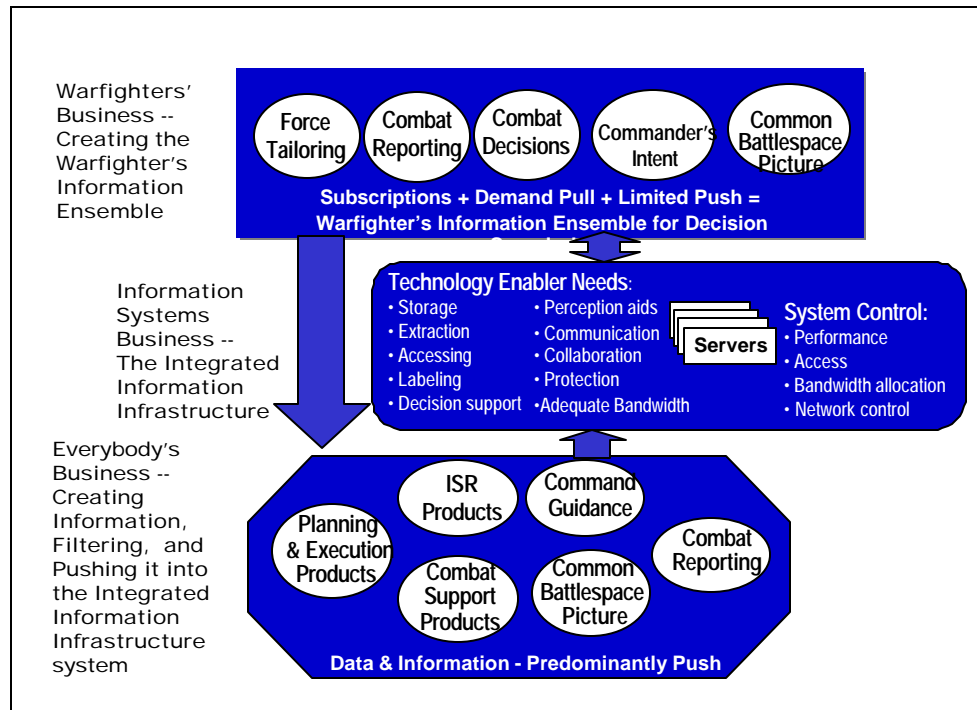 Warfighters'
Business --
Creating the
Warfighter's
Information
Ensemble
Force
Tailoring
Combat
Reporting
Combat
Decisions
Commander's
Intent
Common
Battlespace
Picture
Subscriptions + Demand Pull + Limited Push =
Warfighter's Information Ensemble for Decision
Information
Systems
Business --
The Integrated
Information
Infrastructure
Technology Enabler Needs:
• Storage
• Extraction
• Accessing
• Labeling
• Decision support
• Perception aids
• Communication
• Collaboration
• Protection
• Adequate Bandwidth
Servers
System Control:
• Performance
• Access
• Bandwidth allocation
• Network control
Everybody's
Business --
Creating
Information,
Filtering, and
Pushing it into
the Integrated
Information
Infrastructure
system
Planning
& Execution
Products
ISR
Products
Command
Guidance
Combat
Reporting
Combat
Support
Products
Common
Battlespace
Picture
Data & Information - Predominantly Push